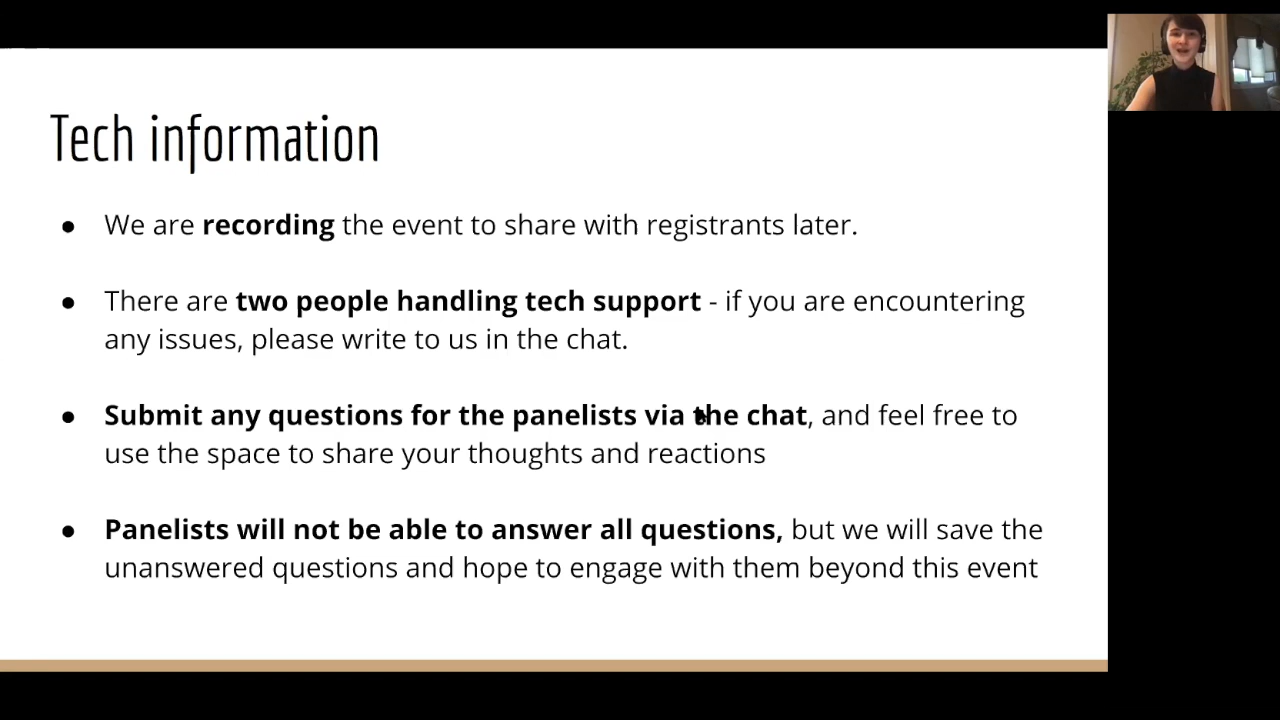 Tech information
● We are recording the event to share with registrants later.
● There are two people handling tech support - if you are encountering
any issues, please write to us in the chat.
● Submit any questions for the panelists via the chat, and feel free to
use the space to share your thoughts and reactions
● Panelists will not be able to answer all questions, but we will save the
unanswered questions and hope to engage with them beyond this event